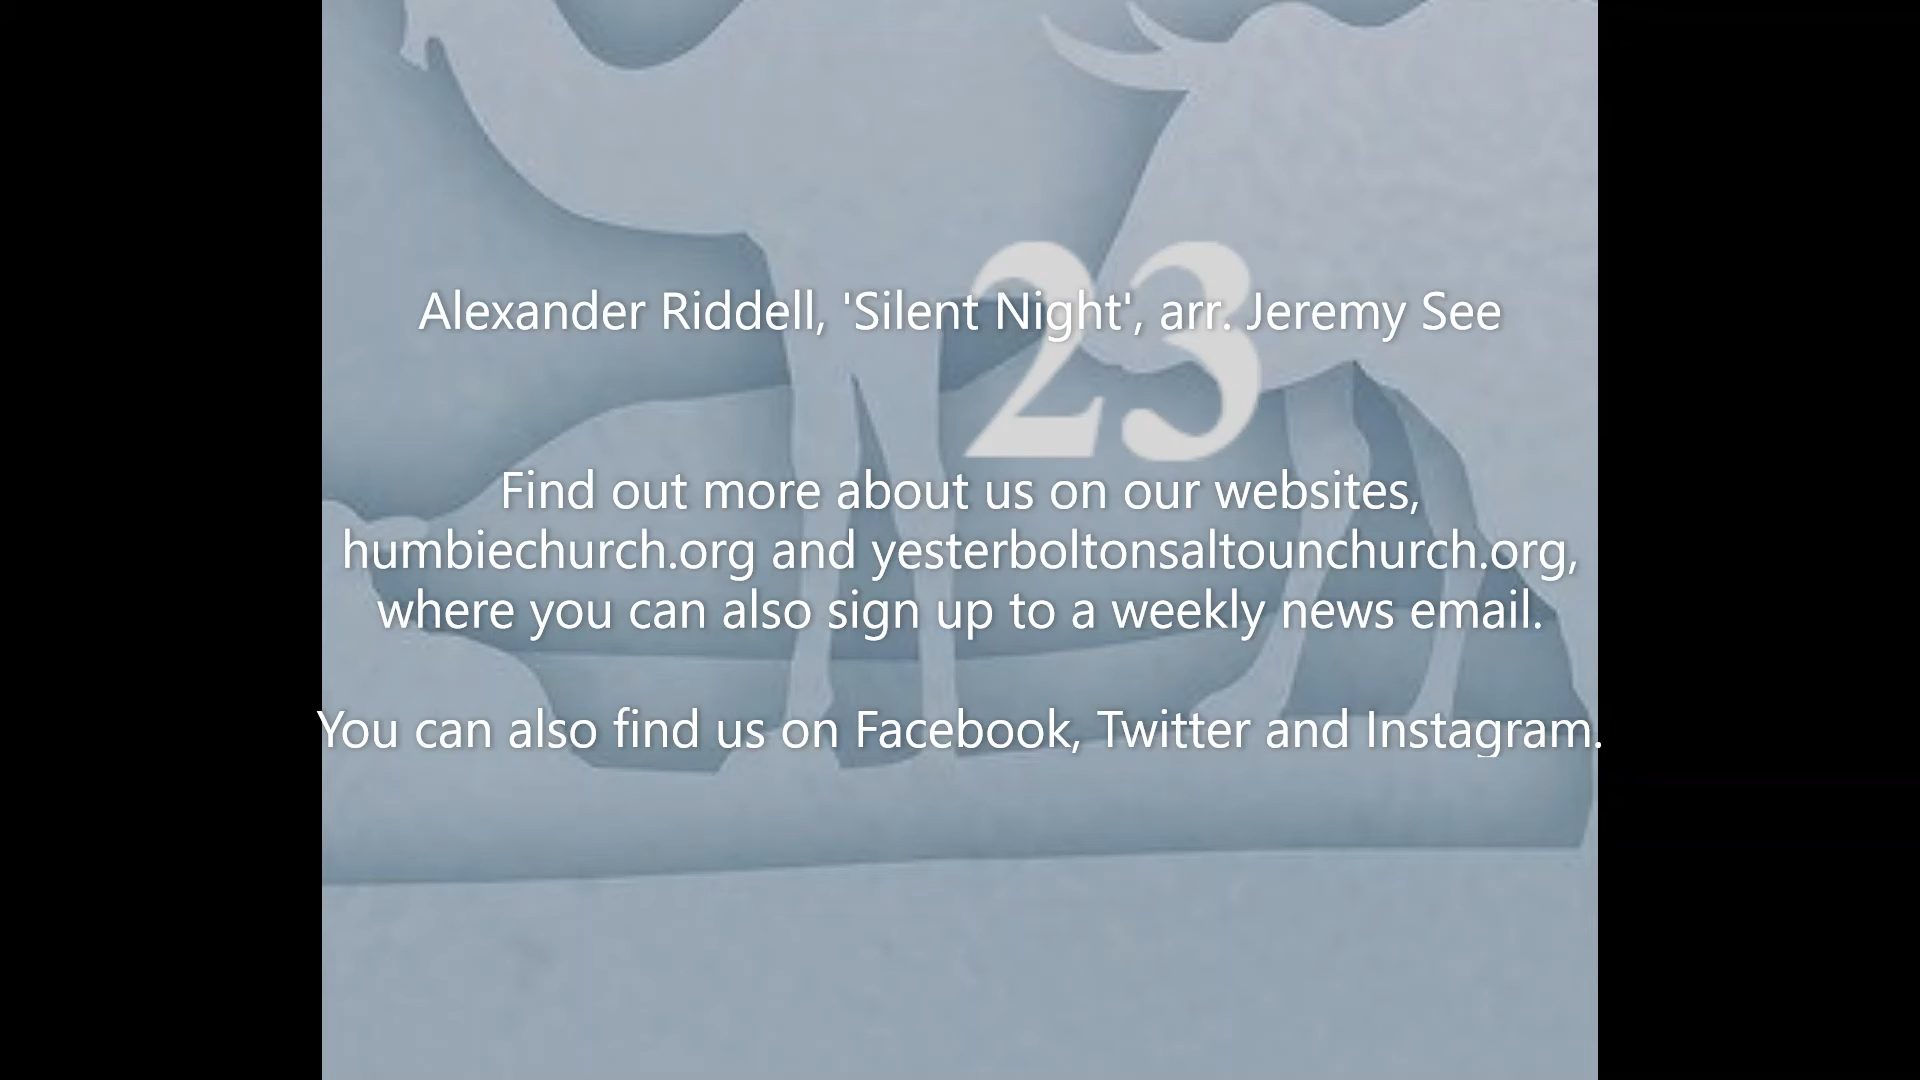 23
Alexander Riddell, 'Silent Night', arr. Jeremy See
Find out more about us on our websites,
humbiechurch.org and yesterboltonsaltounchurch.org,
where you can also sign up to a weekly news email.
You can also find us on Facebook, Twitter and Instagram.